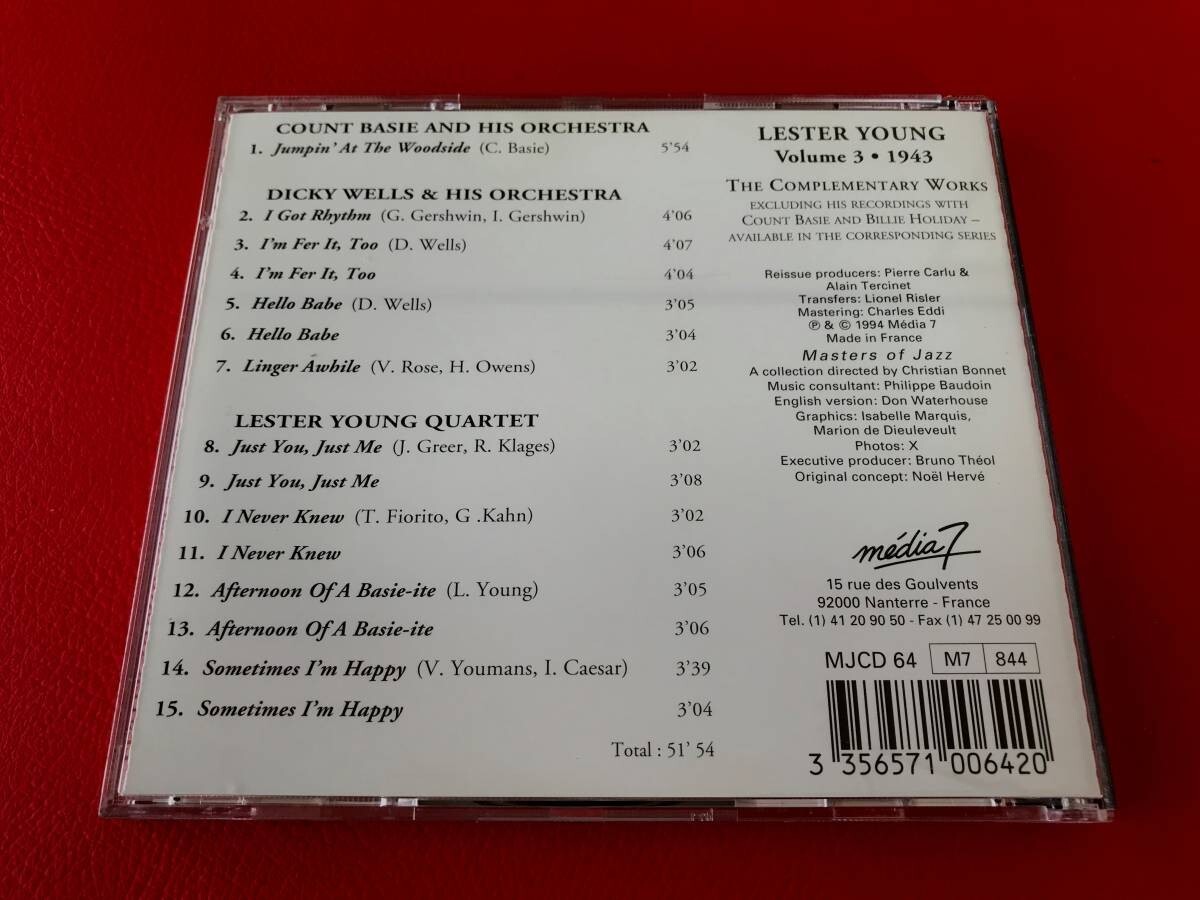 COUNT BASIE AND HIS ORCHESTRA
1. Jumpin' At The Woodside (C. Basie) 5'54
DICKY WELLS & HIS ORCHESTRA
2. I Got Rhythm (G. Gershwin, I. Gershwin) 4'06
3. I'm Fer It, Too (D. Wells) 4'07
4. I'm Fer It, Too 4'04
5. Hello Babe (D. Wells) 3'05
6. Hello Babe 3'04
7. Linger Awhile (V. Rose, H. Owens) 3'02
LESTER YOUNG QUARTET
8. Just You, Just Me (J. Greer, R. Klages) 3'02
9. Just You, Just Me 3'08
10. I Never Knew (T. Fiorito, G .Kahn) 3'02
11. I Never Knew 3'06
12. Afternoon Of A Basie-ite (L. Young) 3'05
13. Afternoon Of A Basie-ite 3'06
14. Sometimes I'm Happy (V. Youmans, I. Caesar) 3'39
15. Sometimes I'm Happy 3'04
Total : 51' 54
LESTER YOUNG
Volume 3 • 1943
THE COMPLEMENTARY WORKS
EXCLUDING HIS RECORDINGS WITH
COUNT BASIE AND BILLIE HOLIDAY –
AVAILABLE IN THE CORRESPONDING SERIES
Reissue producers: Pierre Carlu &
Alain Tercinet
Transfers: Lionel Risler
Mastering: Charles Eddi
℗ & © 1994 Média 7
Made in France
Masters of Jazz
A collection directed by Christian Bonnet
Music consultant: Philippe Baudoin
English version: Don Waterhouse
Graphics: Isabelle Marquis,
Marion de Dieuleveult
Photos: X
Executive producer: Bruno Théol
Original concept: Noël Hervé
média 7
15 rue des Goulvents
92000 Nanterre - France
Tel. (1) 41 20 90 50 - Fax (1) 47 25 00 99
MJCD 64 M7 844
3 356571 006420